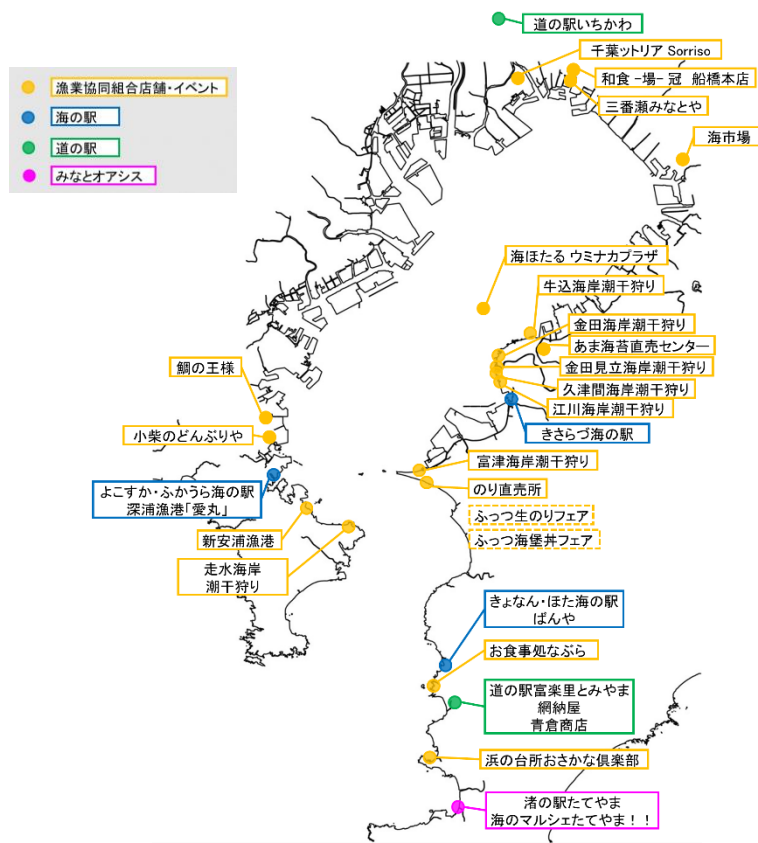 道の駅いちかわ
千葉ットリア Sorriso
和食 -場- 冠 船橋本店
三番瀬みなとや
海市場
漁業協同組合店舗・イベント
海の駅
道の駅
みなとオアシス
海ほたる ウミナカプラザ
牛込海岸潮干狩り
金田海岸潮干狩り
あま海苔直売センター
金田見立海岸潮干狩り
久津間海岸潮干狩り
江川海岸潮干狩り
きさらづ海の駅
鯛の王様
小柴のどんぶりや
よこすか・ふかうら海の駅
深浦漁港「愛丸」
新安浦漁港
走水海岸
潮干狩り
富津海岸潮干狩り
のり直売所
ふっつ生のりフェア
ふっつ海堡丼フェア
きょなん・ほた海の駅
ばんや
お食事処なぶら
道の駅富楽里とみやま
網納屋
青倉商店
浜の台所おさかな倶楽部
渚の駅たてやま
海のマルシェたてやま！！